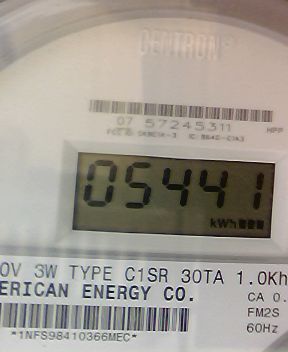 CENTRON®
07 57245311
HPP
05441
kWh
0V 3W TYPE C1SR 30TA 1.0Kh
ERICAN ENERGY CO.
CA 0.
FM2S
60Hz
*1NFS98410366MEC*